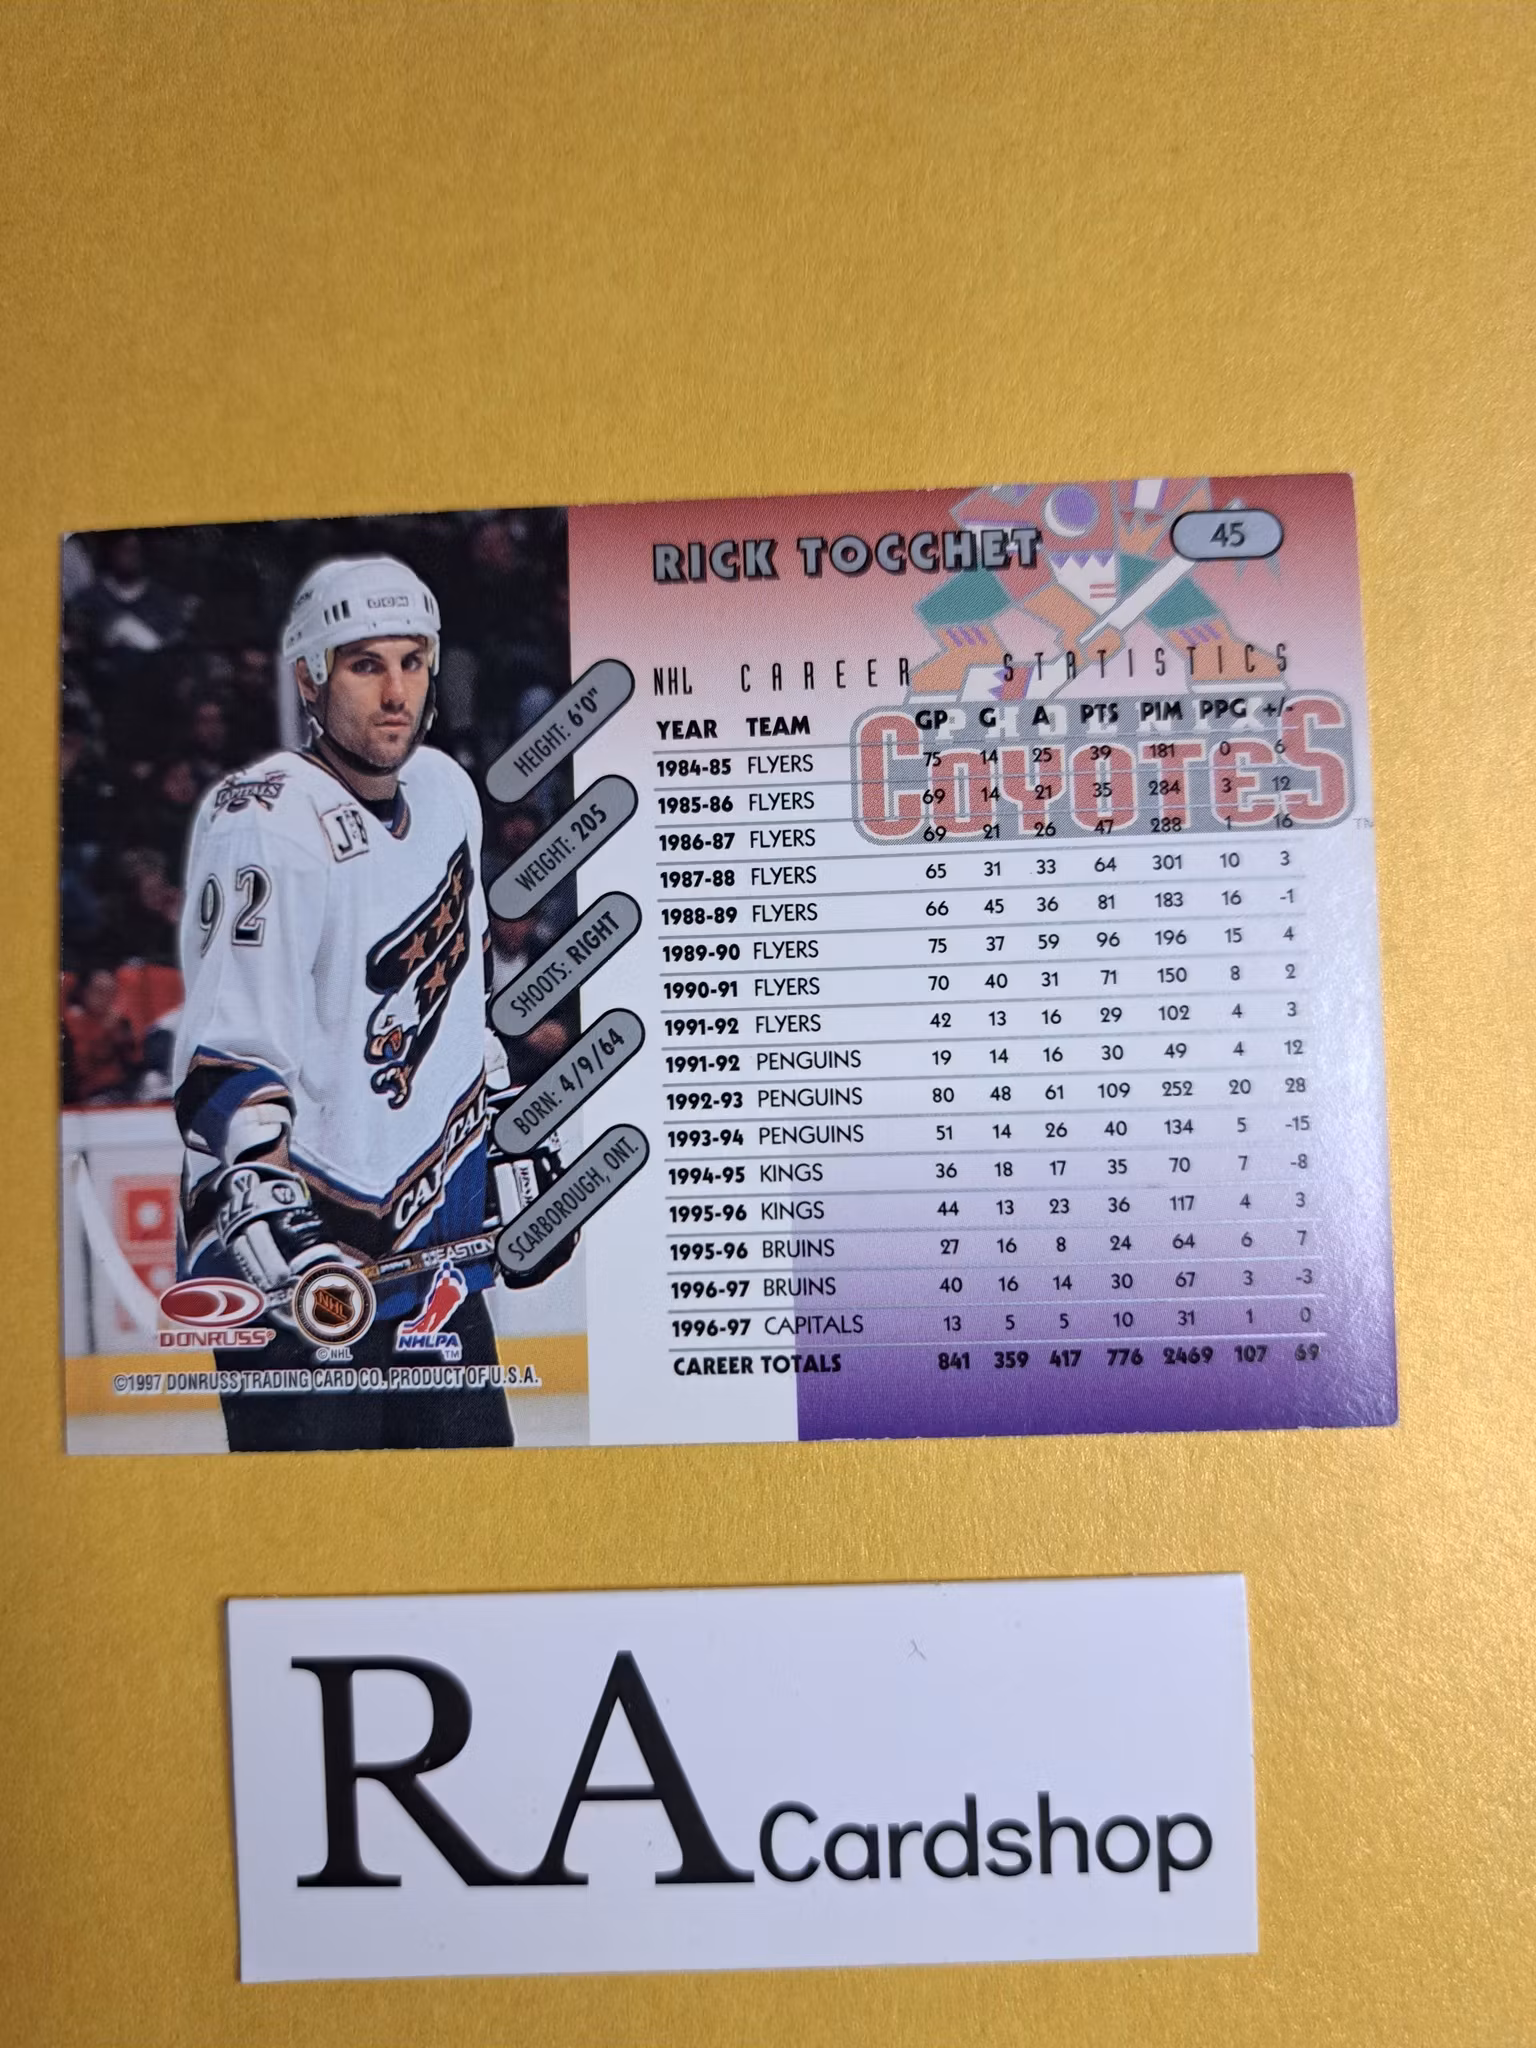 RICK TOCCHET
45
NHL CAREER STATISTICS
PHOENIX
COYOTES
TM
YEAR TEAM GP G A PTS PIM PPG +/-
1984-85 FLYERS 75 14 25 39 181 0 6
1985-86 FLYERS 69 14 21 35 284 3 12
1986-87 FLYERS 69 21 26 47 288 1 16
1987-88 FLYERS 65 31 33 64 301 10 3
1988-89 FLYERS 66 45 36 81 183 16 -1
1989-90 FLYERS 75 37 59 96 196 15 4
1990-91 FLYERS 70 40 31 71 150 8 2
1991-92 FLYERS 42 13 16 29 102 4 3
1991-92 PENGUINS 19 14 16 30 49 4 12
1992-93 PENGUINS 80 48 61 109 252 20 28
1993-94 PENGUINS 51 14 26 40 134 5 -15
1994-95 KINGS 36 18 17 35 70 7 -8
1995-96 KINGS 44 13 23 36 117 4 3
1995-96 BRUINS 27 16 8 24 64 6 7
1996-97 BRUINS 40 16 14 30 67 3 -3
1996-97 CAPITALS 13 5 5 10 31 1 0
CAREER TOTALS 841 359 417 776 2469 107 69
HEIGHT: 6'0"
WEIGHT: 205
SHOOTS: RIGHT
BORN: 4/9/64
SCARBOROUGH, ONT.
CCM
CAPITALS
92
CAPITALS
EASTON
DONRUSS®
NHL
©NHL
NHLPA
TM
©1997 DONRUSS TRADING CARD CO. PRODUCT OF U.S.A.
RA Cardshop